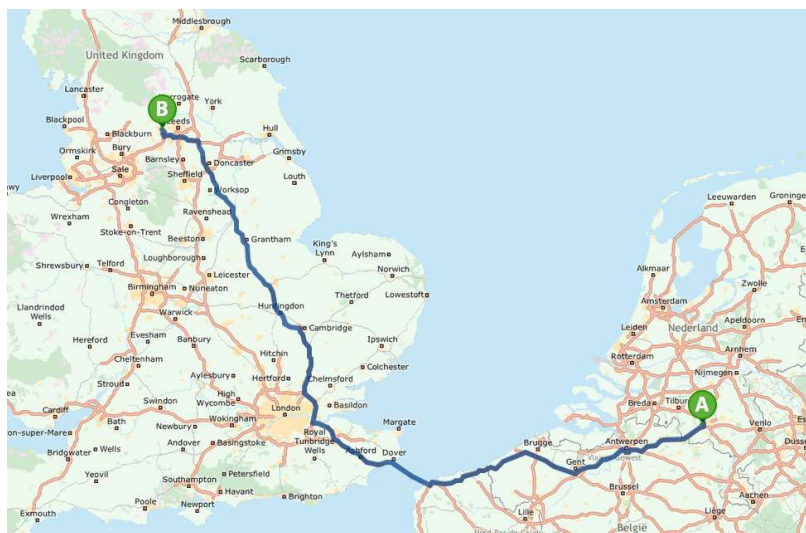 Middlesbrough
United Kingdom
Scarborough
Lancaster
York
B
Blackpool
Blackburn
Leeds
Hull
Ormskirk
Bury
Barnsley
Grimsby
Liverpool
Sale
Doncaster
Sheffield
Louth
Congleton
Worksop
Wrexham
Ravenshead
Stoke-on-Trent
Beeston
Grantham
King's
Lynn
Aylsham
Shrewsbury
Telford
Loughborough
Leicester
Norwich
Birmingham
Nuneaton
Thetford
Lowestoft
Llandrindod
Wells
Warwick
Huntingdon
Cambridge
Hereford
Evesham
Banbury
Hitchin
Ipswich
Cheltenham
Aylesbury
Hertford
Colchester
Stroud
High
Wycombe
Chelmsford
Cardiff
Swindon
London
Basildon
Bath
Newbury
Wokingham
Margate
on-super-Mare
Wells
Andover
Basingstoke
Royal
Tunbridge
Wells
Ashford
Dover
Bridgwater
Yeovil
Petersfield
Southampton
Havant
Brighton
Poole
Newport
Exmouth
Leeuwarden
Groningen
Alkmaar
Zwolle
Amsterdam
Apeldoorn
Leiden
Nederland
Rotterdam
Arnhem
Nijmegen
Breda
Tilburg
A
Venlo
Brugge
Antwerpen
Gent
Brussel
Aachen
Lille
Liège
België